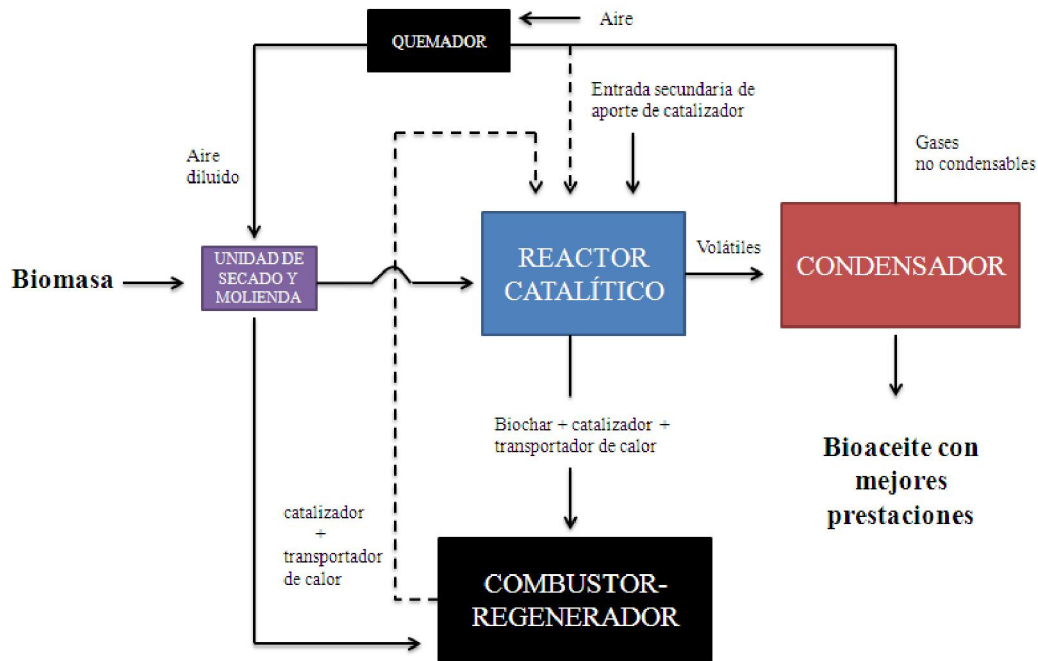 Aire
QUEMADOR
Entrada secundaria de
aporte de catalizador
Gases
no condensables
Aire
diluido
Biomasa
UNIDAD DE
SECADO Y
MOLIENDA
REACTOR
CATALÍTICO
Volátiles
CONDENSADOR
Biochar + catalizador +
transportador de calor
Bioaceite con
mejores
prestaciones
catalizador
+
transportador
de calor
COMBUSTOR-
REGENERADOR